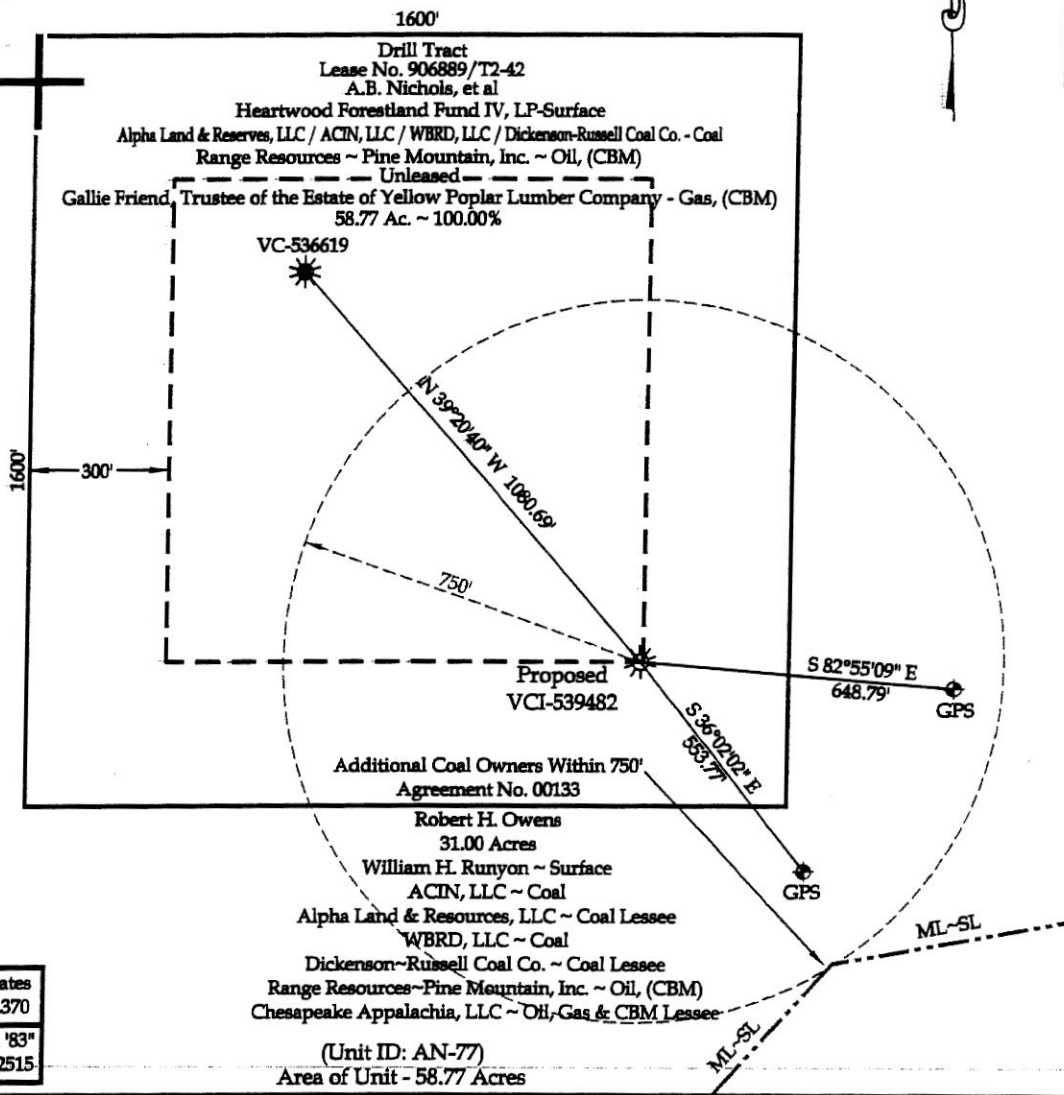 1600'
Drill Tract
Lease No. 906889/T2-42
A.B. Nichols, et al
Heartwood Forestland Fund IV, LP-Surface
Alpha Land & Reserves, LLC / ACIN, LLC / WBRD, LLC / Dickenson-Russell Coal Co. - Coal
Range Resources ~ Pine Mountain, Inc. ~ Oil, (CBM)
Unleased
Gallie Friend, Trustee of the Estate of Yellow Poplar Lumber Company - Gas, (CBM)
58.77 Ac. ~ 100.00%
VC-536619
N 39°20'40" W 1080.69'
1600'
300'
750'
Proposed
VCI-539482
S 82°55'09" E
648.79'
GPS
S 36°02'02" E
553.77'
GPS
Additional Coal Owners Within 750'
Agreement No. 00133
Robert H. Owens
31.00 Acres
William H. Runyon ~ Surface
ACIN, LLC ~ Coal
Alpha Land & Resources, LLC ~ Coal Lessee
WBRD, LLC ~ Coal
Dickenson~Russell Coal Co. ~ Coal Lessee
Range Resources~Pine Mountain, Inc. ~ Oil, (CBM)
Chesapeake Appalachia, LLC ~ Oil, Gas & CBM Lessee
ML~SL
ML~SL
(Unit ID: AN-77)
Area of Unit - 58.77 Acres
ates
370
'83"
2515